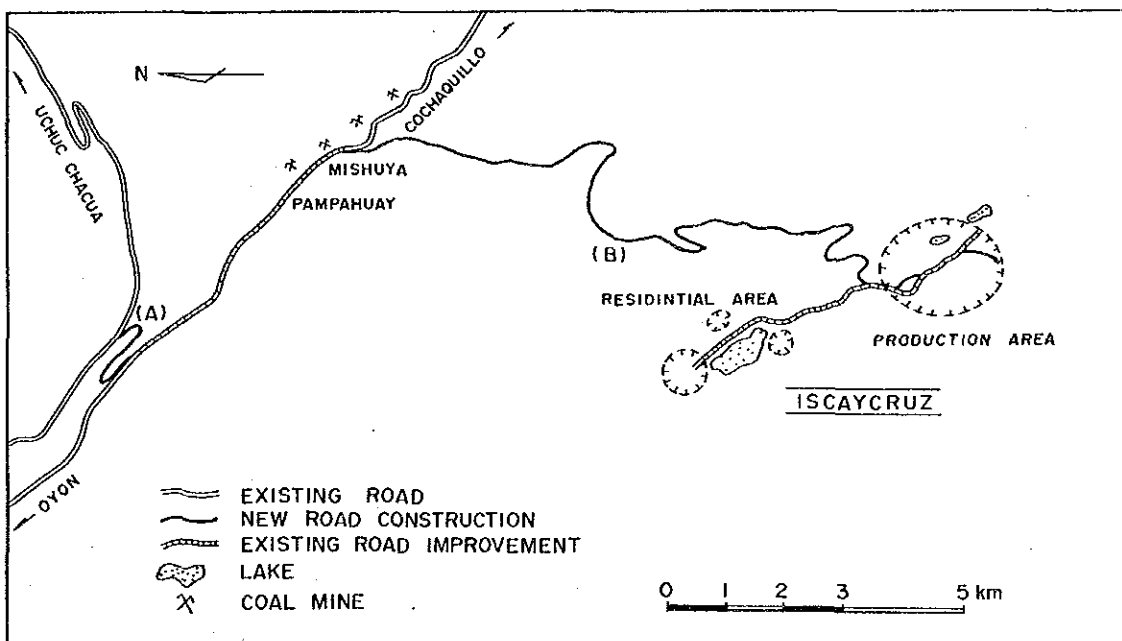 N
UCHUC CHACUA
COCHAQUILLO
MISHUYA
PAMPAHUAY
(A)
(B)
RESIDINTIAL AREA
PRODUCTION AREA
ISCAYCRUZ
OYON
EXISTING ROAD
NEW ROAD CONSTRUCTION
EXISTING ROAD IMPROVEMENT
LAKE
COAL MINE
0 1 2 3 5 km